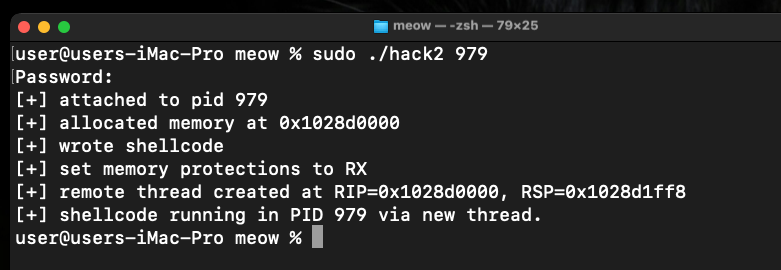 meow — -zsh — 79×25
user@users-iMac-Pro meow % sudo ./hack2 979
Password:
[+] attached to pid 979
[+] allocated memory at 0x1028d0000
[+] wrote shellcode
[+] set memory protections to RX
[+] remote thread created at RIP=0x1028d0000, RSP=0x1028d1ff8
[+] shellcode running in PID 979 via new thread.
user@users-iMac-Pro meow %